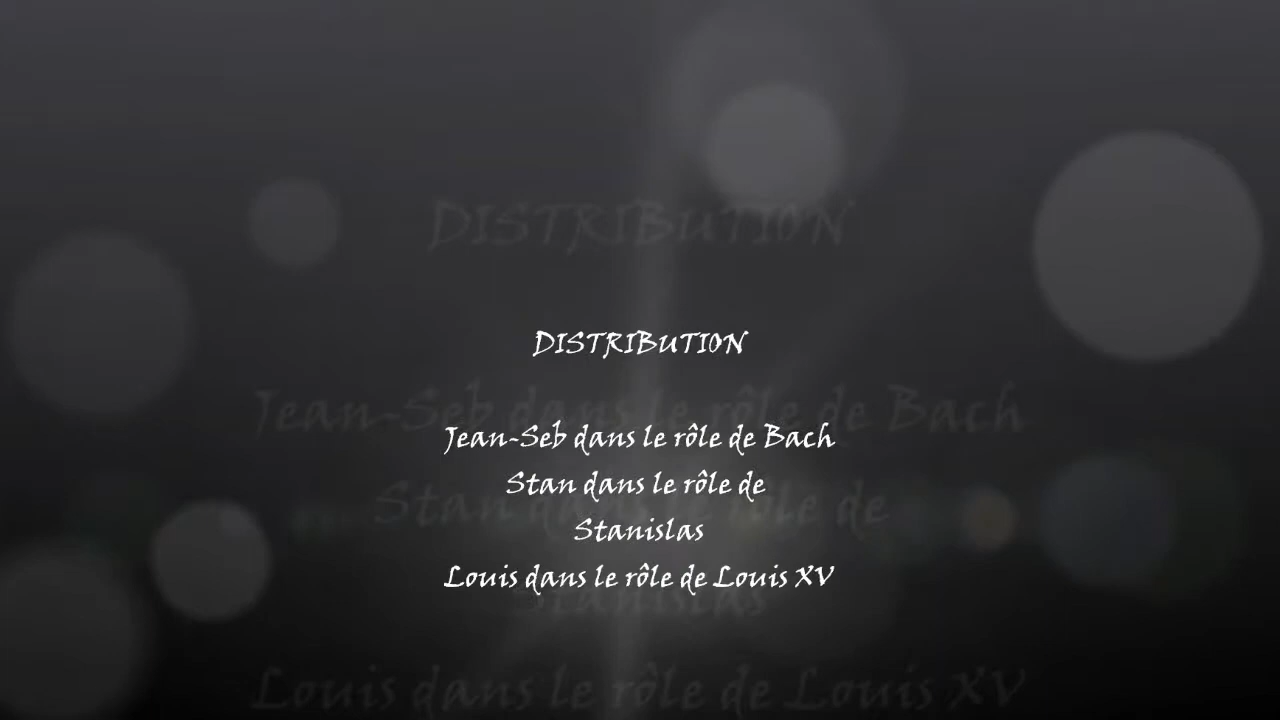 DISTRIBUTION
Jean-Seb dans le rôle de Bach
Stan dans le rôle de
Stanislas
Louis dans le rôle de Louis XV